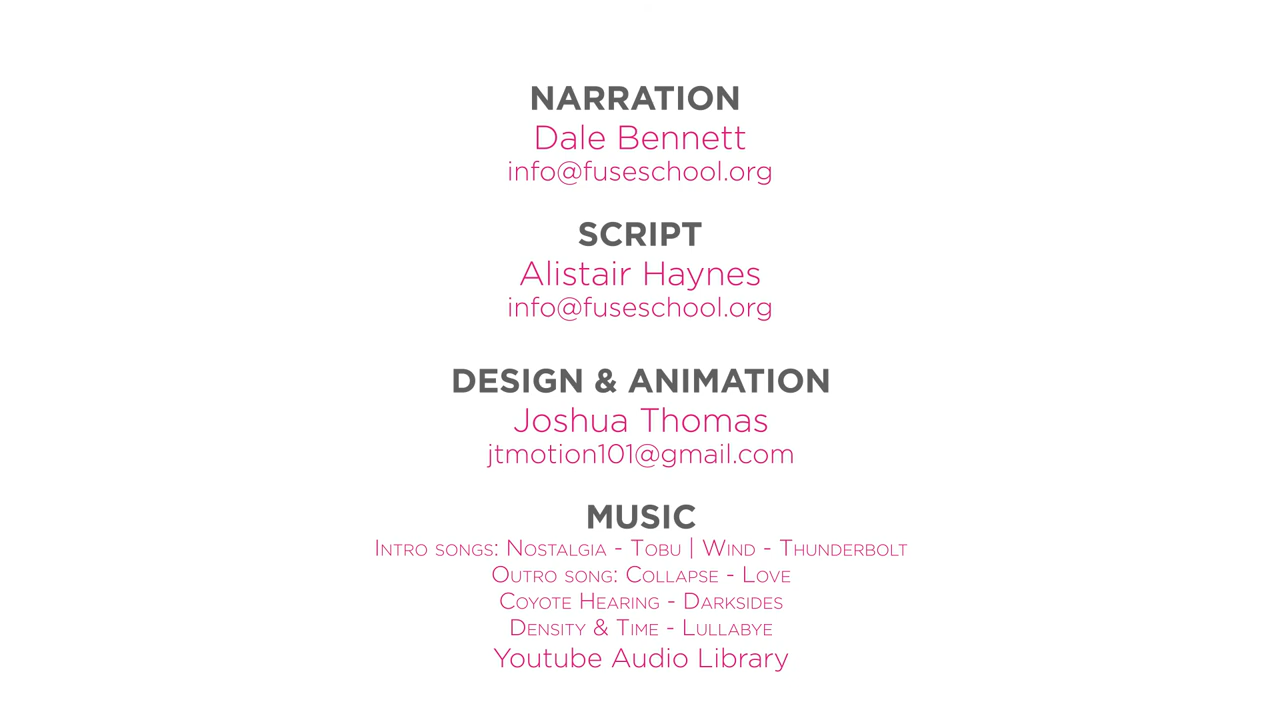 NARRATION
Dale Bennett
info@fuseschool.org
SCRIPT
Alistair Haynes
info@fuseschool.org
DESIGN & ANIMATION
Joshua Thomas
jtmotion101@gmail.com
MUSIC
Intro songs: Nostalgia - Tobu | Wind - Thunderbolt
Outro song: Collapse - Love
Coyote Hearing - Darksides
Density & Time - Lullabye
Youtube Audio Library